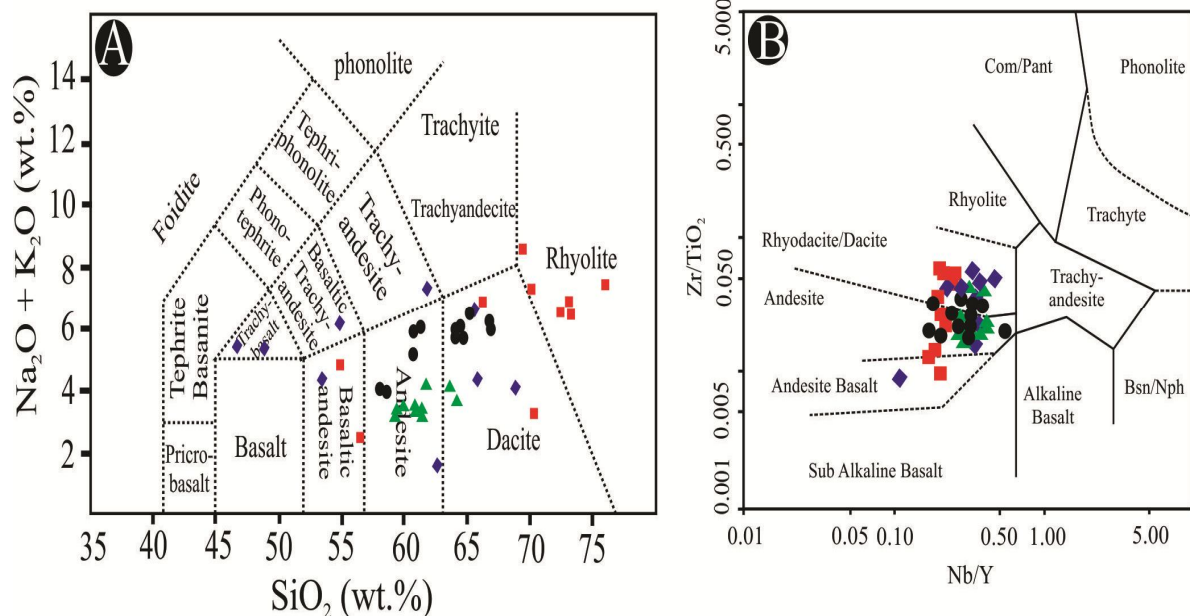 A
Na₂O + K₂O (wt.%)
14
12
10
8
6
4
2
35
40
45
50
55
60
65
70
75
SiO₂ (wt.%)
Foidite
phonolite
Tephri-
phonolite
Phono-
tephrite
Trachyite
Trachyandecite
Trachy-
andesite
Basaltic
Trachy-
andesite
Trachy-
basalt
Tephrite
Basanite
Pricro-
basalt
Basalt
Basaltic
andesite
Andesite
Dacite
Rhyolite
B
Zr/TiO₂
5.000
0.500
0.050
0.005
0.001
0.01
0.05
0.10
0.50
1.00
5.00
Nb/Y
Com/Pant
Phonolite
Rhyolite
Trachyte
Rhyodacite/Dacite
Trachy-
andesite
Andesite
Andesite Basalt
Alkaline
Basalt
Bsn/Nph
Sub Alkaline Basalt